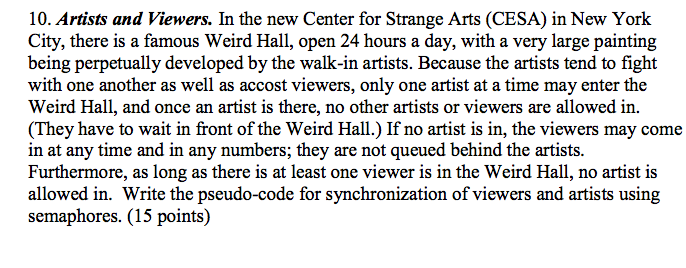 10. Artists and Viewers. In the new Center for Strange Arts (CESA) in New York
City, there is a famous Weird Hall, open 24 hours a day, with a very large painting
being perpetually developed by the walk-in artists. Because the artists tend to fight
with one another as well as accost viewers, only one artist at a time may enter the
Weird Hall, and once an artist is there, no other artists or viewers are allowed in.
(They have to wait in front of the Weird Hall.) If no artist is in, the viewers may come
in at any time and in any numbers; they are not queued behind the artists.
Furthermore, as long as there is at least one viewer is in the Weird Hall, no artist is
allowed in. Write the pseudo-code for synchronization of viewers and artists using
semaphores. (15 points)